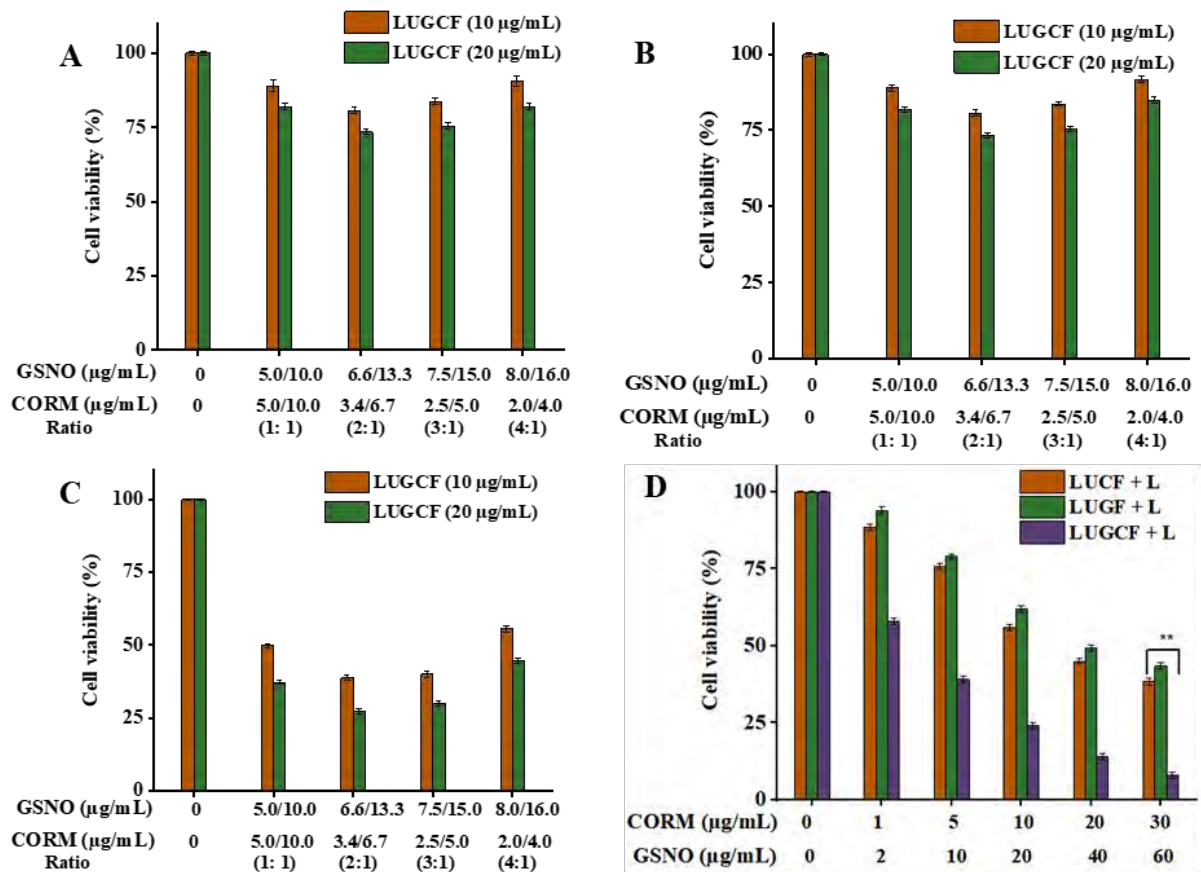 A
LUGCF (10 µg/mL)
LUGCF (20 µg/mL)
100
75
50
25
0
Cell viability (%)
GSNO (µg/mL) 0 5.0/10.0 6.6/13.3 7.5/15.0 8.0/16.0
CORM (µg/mL) 0 5.0/10.0 3.4/6.7 2.5/5.0 2.0/4.0
Ratio (1: 1) (2:1) (3:1) (4:1)
B
LUGCF (10 µg/mL)
LUGCF (20 µg/mL)
100
75
50
25
0
Cell viability (%)
GSNO (µg/mL) 0 5.0/10.0 6.6/13.3 7.5/15.0 8.0/16.0
CORM (µg/mL) 0 5.0/10.0 3.4/6.7 2.5/5.0 2.0/4.0
Ratio (1: 1) (2:1) (3:1) (4:1)
C
LUGCF (10 µg/mL)
LUGCF (20 µg/mL)
100
75
50
25
0
Cell viability (%)
GSNO (µg/mL) 0 5.0/10.0 6.6/13.3 7.5/15.0 8.0/16.0
CORM (µg/mL) 0 5.0/10.0 3.4/6.7 2.5/5.0 2.0/4.0
Ratio (1: 1) (2:1) (3:1) (4:1)
D
LUCF + L
LUGF + L
LUGCF + L
100
75
50
25
0
Cell viability (%)
**
CORM (µg/mL) 0 1 5 10 20 30
GSNO (µg/mL) 0 2 10 20 40 60